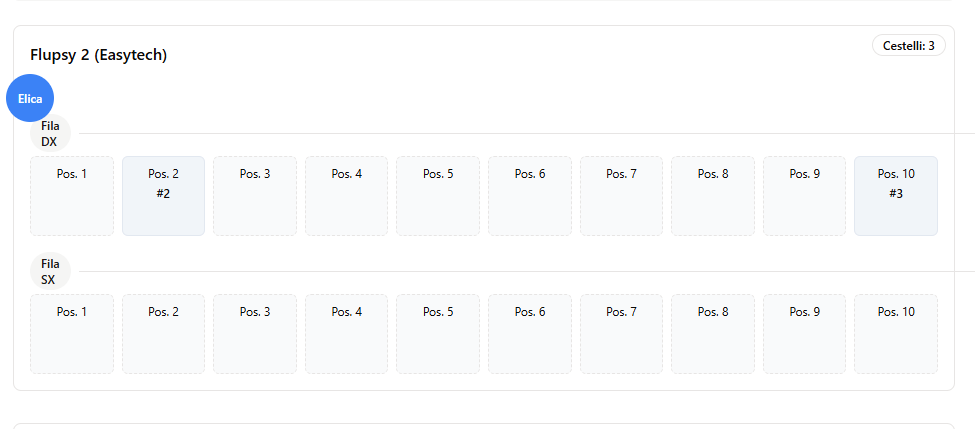 Cestelli: 3
Flupsy 2 (Easytech)
Elica
Fila
DX
Pos. 1 Pos. 2 Pos. 3 Pos. 4 Pos. 5 Pos. 6 Pos. 7 Pos. 8 Pos. 9 Pos. 10
#2 #3
Fila
SX
Pos. 1 Pos. 2 Pos. 3 Pos. 4 Pos. 5 Pos. 6 Pos. 7 Pos. 8 Pos. 9 Pos. 10